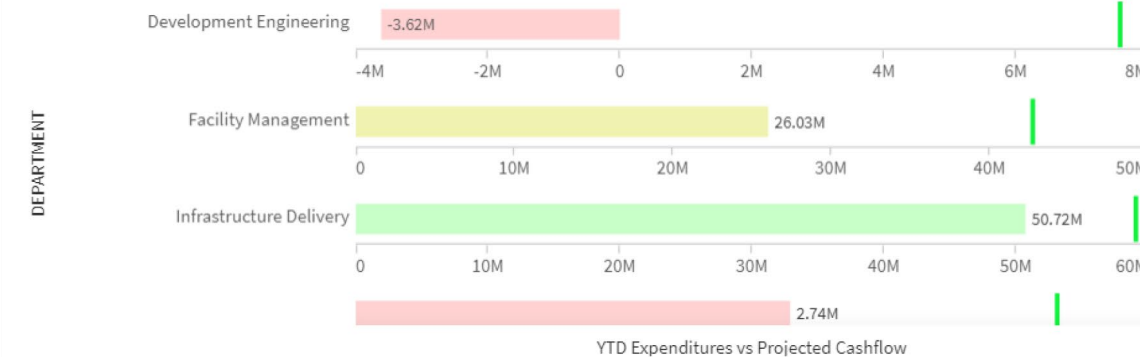 Development Engineering
-3.62M
-4M -2M 0 2M 4M 6M
Facility Management
26.03M
0 10M 20M 30M 40M
DEPARTMENT
Infrastructure Delivery
50.72M
0 10M 20M 30M 40M 50M
2.74M
YTD Expenditures vs Projected Cashflow